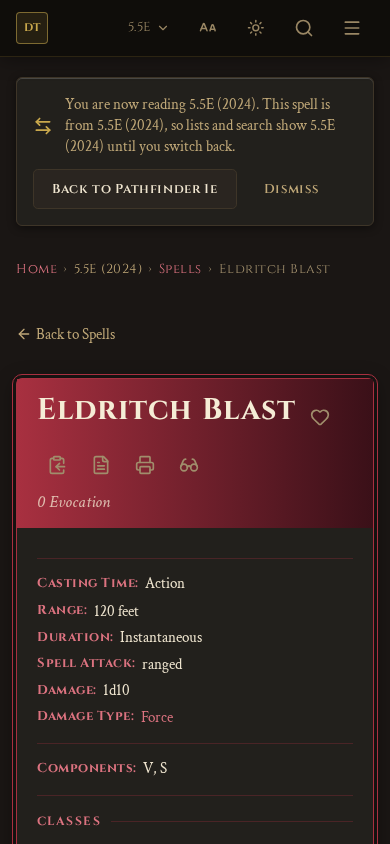 DT
5.5E
AA
You are now reading 5.5E (2024). This spell is
from 5.5E (2024), so lists and search show 5.5E
(2024) until you switch back.
Back to Pathfinder 1e
Dismiss
Home › 5.5E (2024) › Spells › Eldritch Blast
Back to Spells
Eldritch Blast
0 Evocation
Casting Time: Action
Range: 120 feet
Duration: Instantaneous
Spell Attack: ranged
Damage: 1d10
Damage Type: Force
Components: V, S
Classes